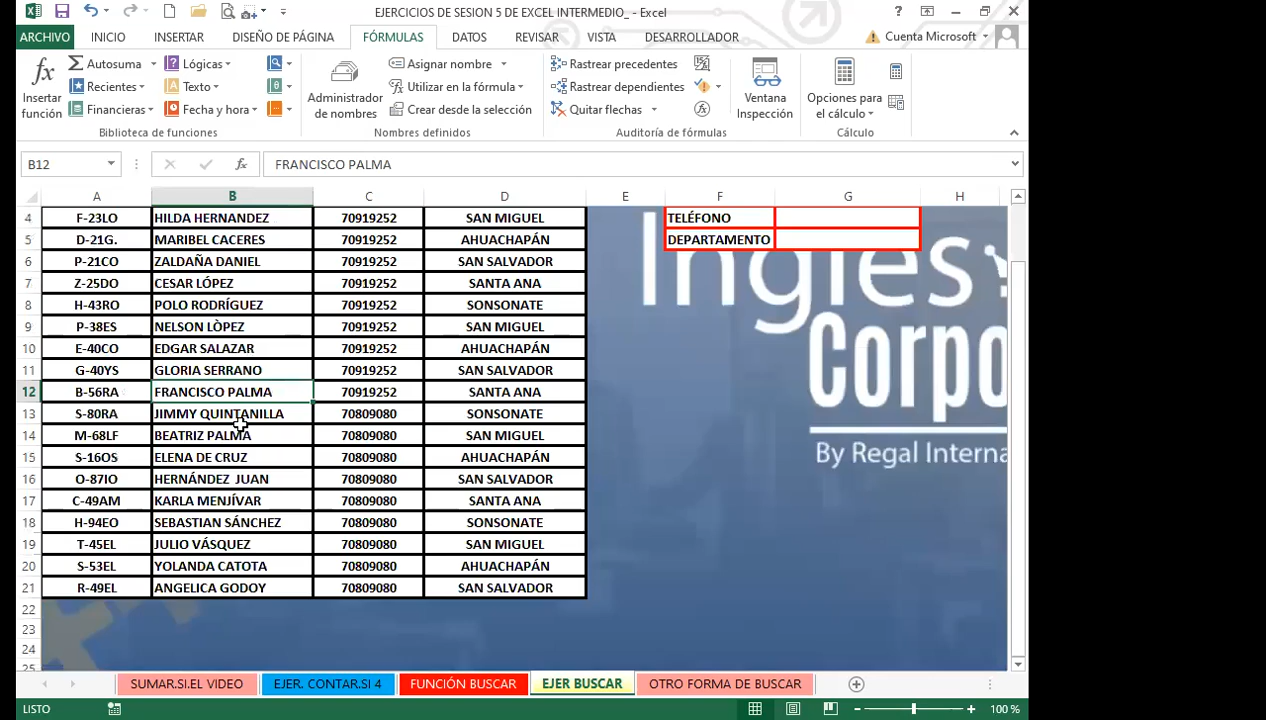 EJERCICIOS DE SESION 5 DE EXCEL INTERMEDIO_ - Excel
ARCHIVO INICIO INSERTAR DISEÑO DE PÁGINA FÓRMULAS DATOS REVISAR VISTA DESARROLLADOR Cuenta Microsoft
Insertar función
Autosuma
Recientes
Financieras
Lógicas
Texto
Fecha y hora
Biblioteca de funciones
Administrador de nombres
Asignar nombre
Utilizar en la fórmula
Crear desde la selección
Nombres definidos
Rastrear precedentes
Rastrear dependientes
Quitar flechas
Auditoría de fórmulas
Ventana Inspección
Opciones para el cálculo
Cálculo
B12 FRANCISCO PALMA
A B C D E F G H
4 F-23LO HILDA HERNANDEZ 70919252 SAN MIGUEL TELÉFONO
5 D-21G. MARIBEL CACERES 70919252 AHUACHAPÁN DEPARTAMENTO
6 P-21CO ZALDAÑA DANIEL 70919252 SAN SALVADOR
7 Z-25DO CESAR LÓPEZ 70919252 SANTA ANA
8 H-43RO POLO RODRÍGUEZ 70919252 SONSONATE
9 P-38ES NELSON LÒPEZ 70919252 SAN MIGUEL
10 E-40CO EDGAR SALAZAR 70919252 AHUACHAPÁN
11 G-40YS GLORIA SERRANO 70919252 SAN SALVADOR
12 B-56RA FRANCISCO PALMA 70919252 SANTA ANA
13 S-80RA JIMMY QUINTANILLA 70809080 SONSONATE
14 M-68LF BEATRIZ PALMA 70809080 SAN MIGUEL
15 S-16OS ELENA DE CRUZ 70809080 AHUACHAPÁN
16 O-87IO HERNÁNDEZ JUAN 70809080 SAN SALVADOR
17 C-49AM KARLA MENJÍVAR 70809080 SANTA ANA
18 H-94EO SEBASTIAN SÁNCHEZ 70809080 SONSONATE
19 T-45EL JULIO VÁSQUEZ 70809080 SAN MIGUEL
20 S-53EL YOLANDA CATOTA 70809080 AHUACHAPÁN
21 R-49EL ANGELICA GODOY 70809080 SAN SALVADOR
22
23
24
25
Ingles
Corpo
By Regal Interna
SUMAR.SI.EL VIDEO EJER. CONTAR.SI 4 FUNCIÓN BUSCAR EJER BUSCAR OTRO FORMA DE BUSCAR
LISTO 100 %